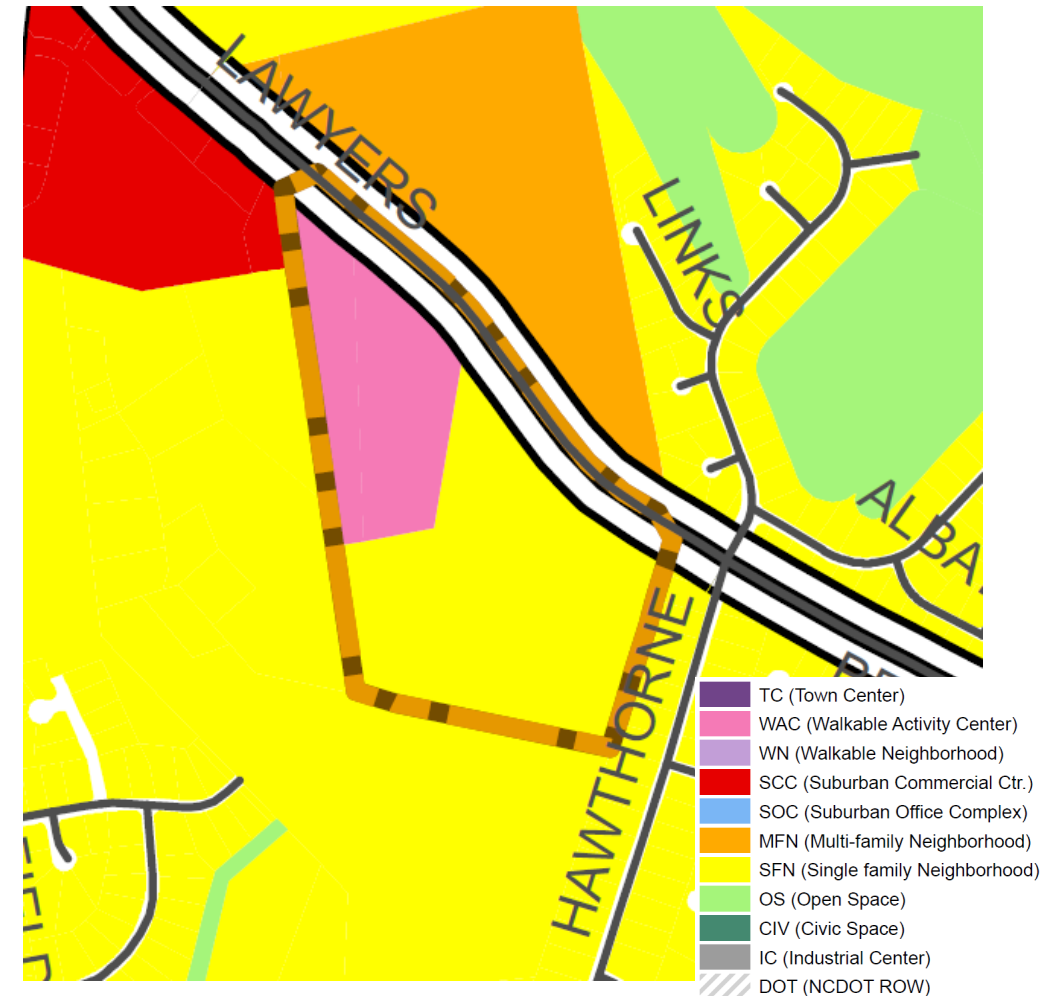 LAWYERS
LINKS
HAWTHORNE
TC (Town Center)
WAC (Walkable Activity Center)
WN (Walkable Neighborhood)
SCC (Suburban Commercial Ctr.)
SOC (Suburban Office Complex)
MFN (Multi-family Neighborhood)
SFN (Single family Neighborhood)
OS (Open Space)
CIV (Civic Space)
IC (Industrial Center)
DOT (NCDOT ROW)